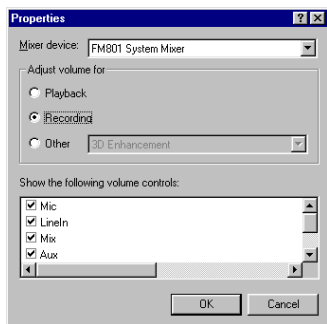 Properties
Mixer device: FM801 System Mixer
Adjust volume for
Playback
Recording
Other 3D Enhancement
Show the following volume controls:
Mic
LineIn
Mix
Aux
OK Cancel